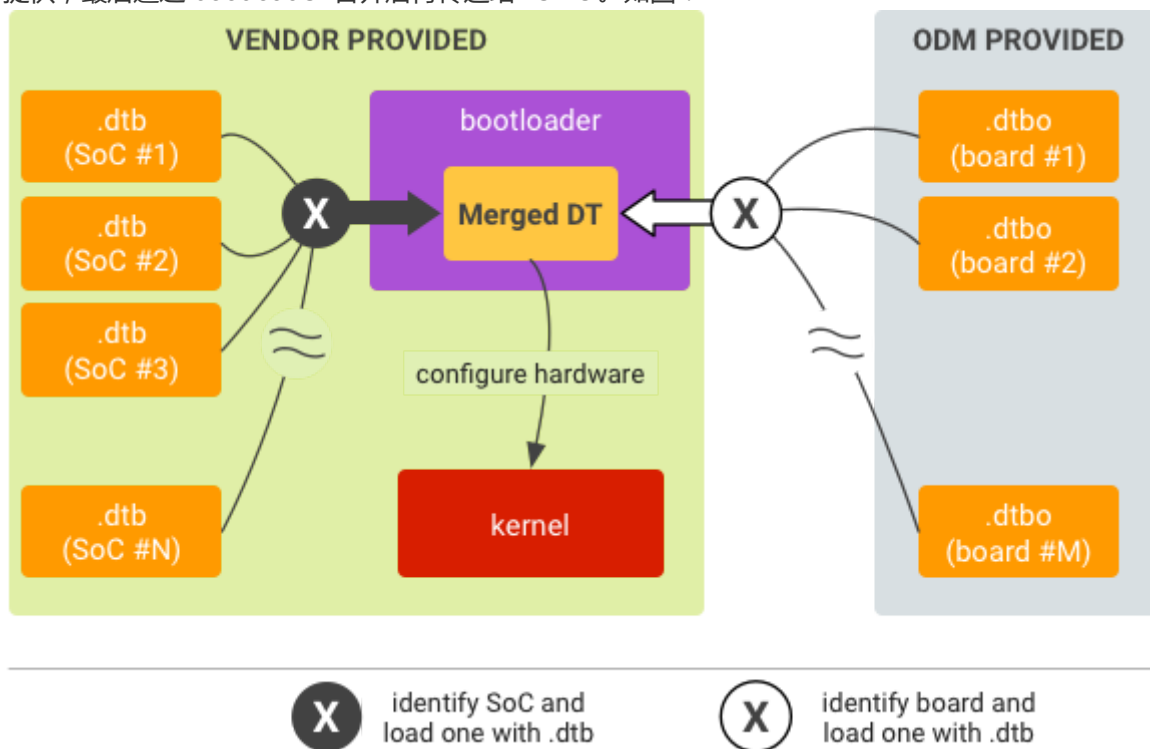 VENDOR PROVIDED
ODM PROVIDED
.dtb
(SoC #1)
bootloader
.dtbo
(board #1)
X
Merged DT
X
.dtb
(SoC #2)
.dtbo
(board #2)
.dtb
(SoC #3)
configure hardware
.dtb
(SoC #N)
kernel
.dtbo
(board #M)
X
identify SoC and
load one with .dtb
X
identify board and
load one with .dtb